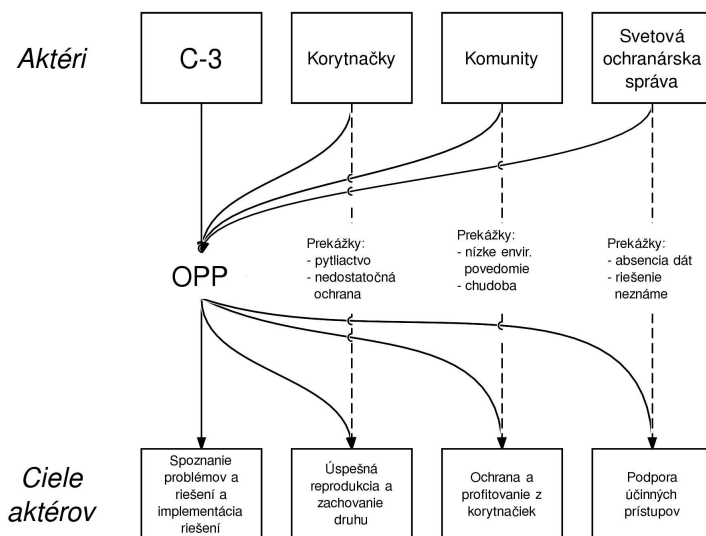 Aktéri
C-3
Korytnačky
Komunity
Svetová
ochranárska
správa
OPP
Prekážky:
- pytliactvo
- nedostatočná
ochrana
Prekážky:
- nízke envir.
povedomie
- chudoba
Prekážky:
- absencia dát
- riešenie
neznáme
Ciele
aktérov
Spoznanie
problémov a
riešení a
implementácia
riešení
Úspešná
reprodukcia a
zachovanie
druhu
Ochrana a
profitovanie z
korytnačiek
Podpora
účinných
prístupov